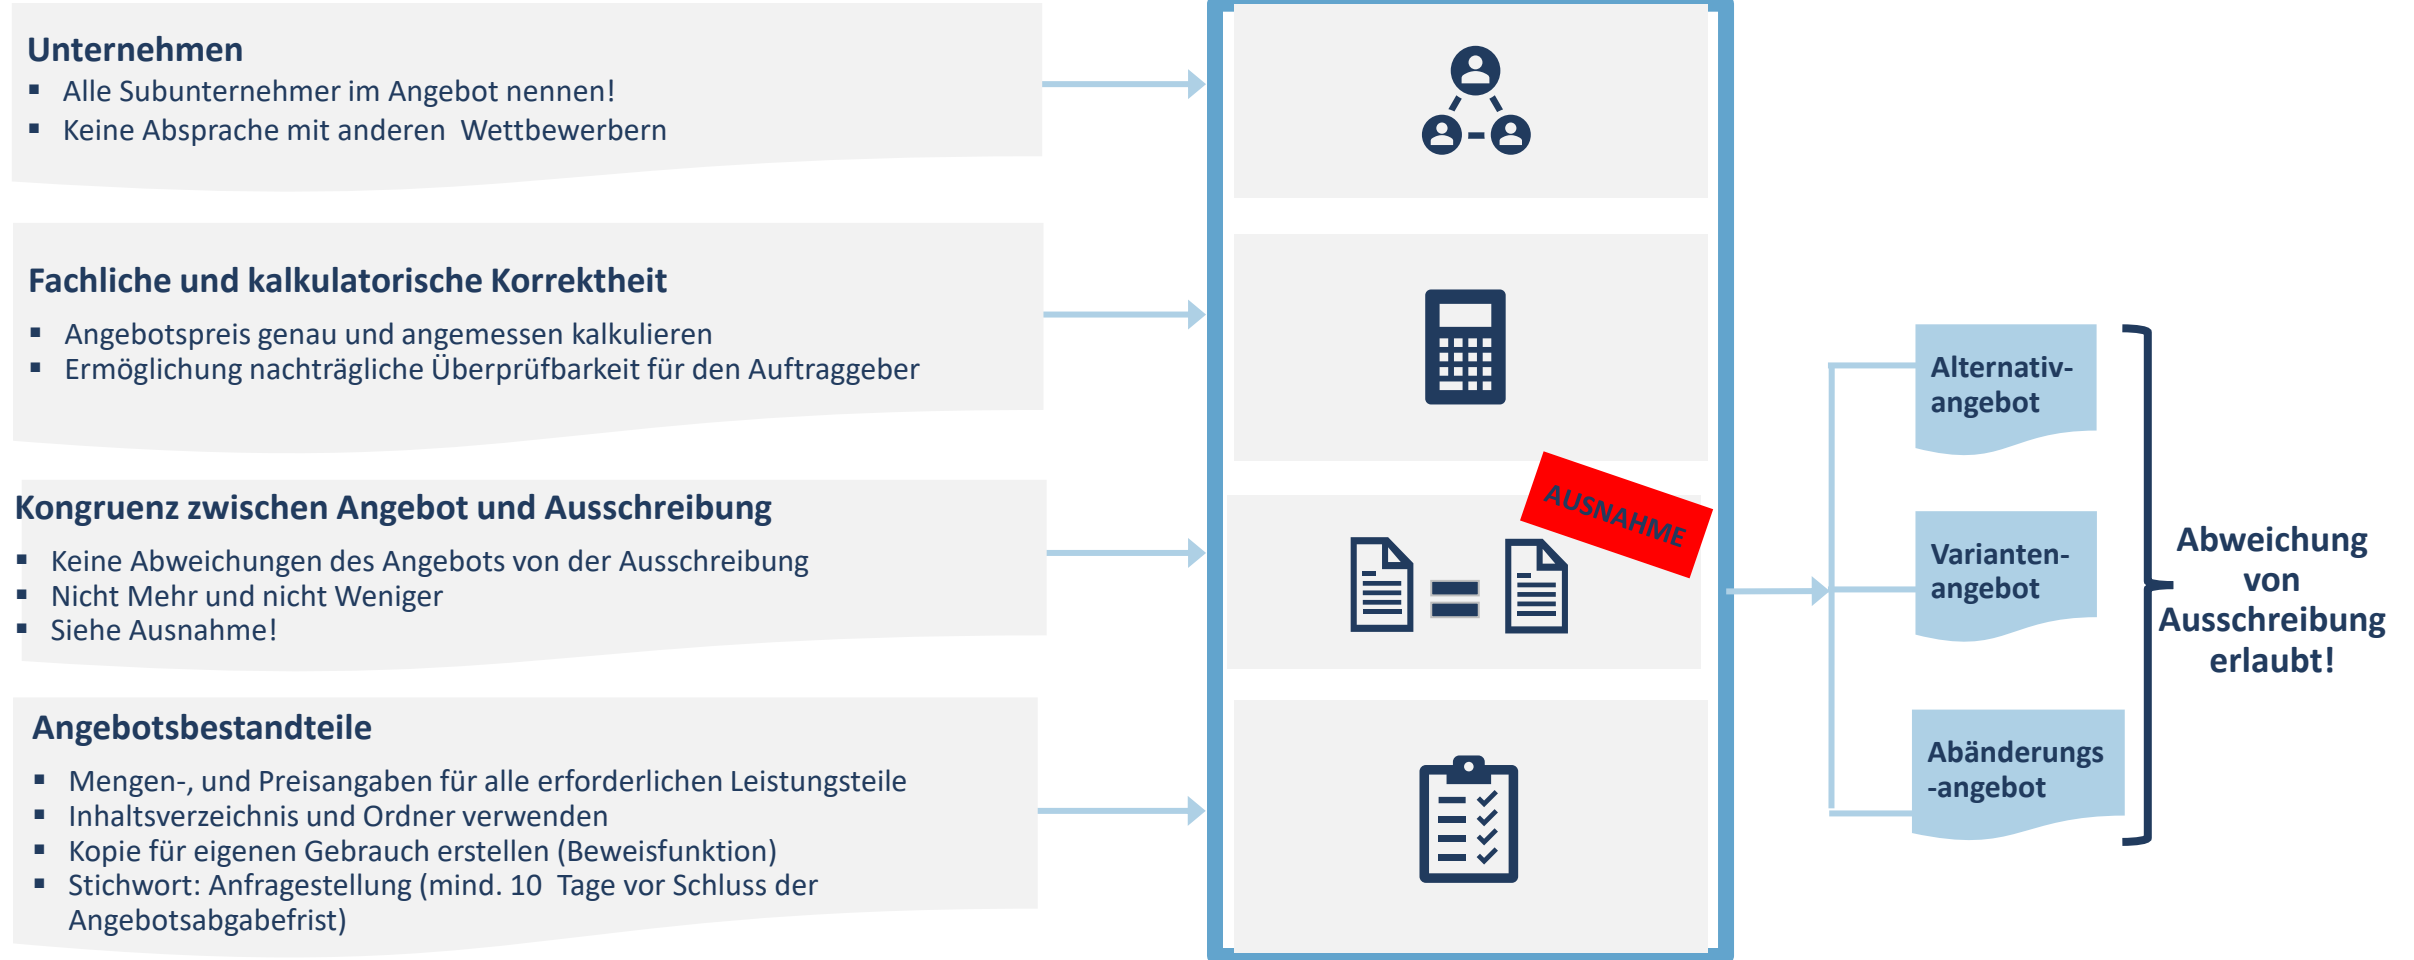 Unternehmen
▪ Alle Subunternehmer im Angebot nennen!
▪ Keine Absprache mit anderen  Wettbewerbern
Fachliche und kalkulatorische Korrektheit
▪ Angebotspreis genau und angemessen kalkulieren
▪ Ermöglichung nachträgliche Überprüfbarkeit für den Auftraggeber
Kongruenz zwischen Angebot und Ausschreibung
▪ Keine Abweichungen des Angebots von der Ausschreibung
▪ Nicht Mehr und nicht Weniger
▪ Siehe Ausnahme!
Angebotsbestandteile
▪ Mengen-, und Preisangaben für alle erforderlichen Leistungsteile
▪ Inhaltsverzeichnis und Ordner verwenden
▪ Kopie für eigenen Gebrauch erstellen (Beweisfunktion)
▪ Stichwort: Anfragestellung (mind. 10  Tage vor Schluss der
Angebotsabgabefrist)
AUSNAHME
Alternativ-
angebot
Varianten-
angebot
Abänderungs
-angebot
Abweichung
von
Ausschreibung
erlaubt!